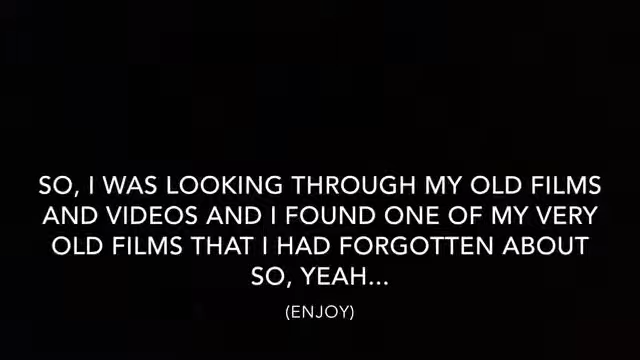 SO, I WAS LOOKING THROUGH MY OLD FILMS
AND VIDEOS AND I FOUND ONE OF MY VERY
OLD FILMS THAT I HAD FORGOTTEN ABOUT
SO, YEAH...
(ENJOY)